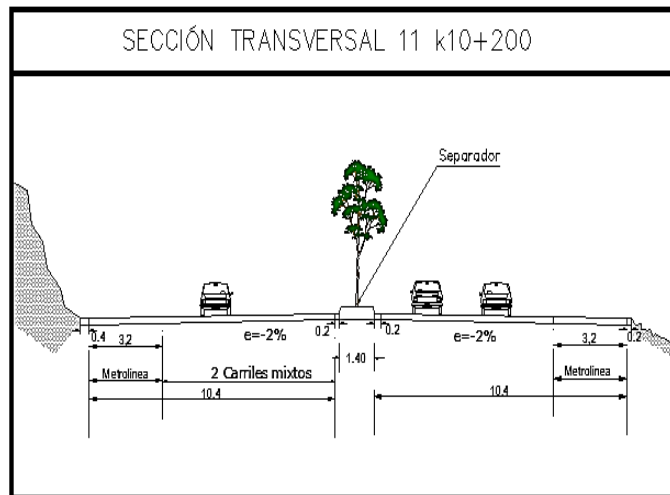 SECCIÓN TRANSVERSAL 11 k10+200
Separador
0.4
3,2
e=-2%
0.2
0.2
e=-2%
3,2
0.2
1.40
Metrolinea
2 Carriles mixtos
Metrolinea
10.4
10.4